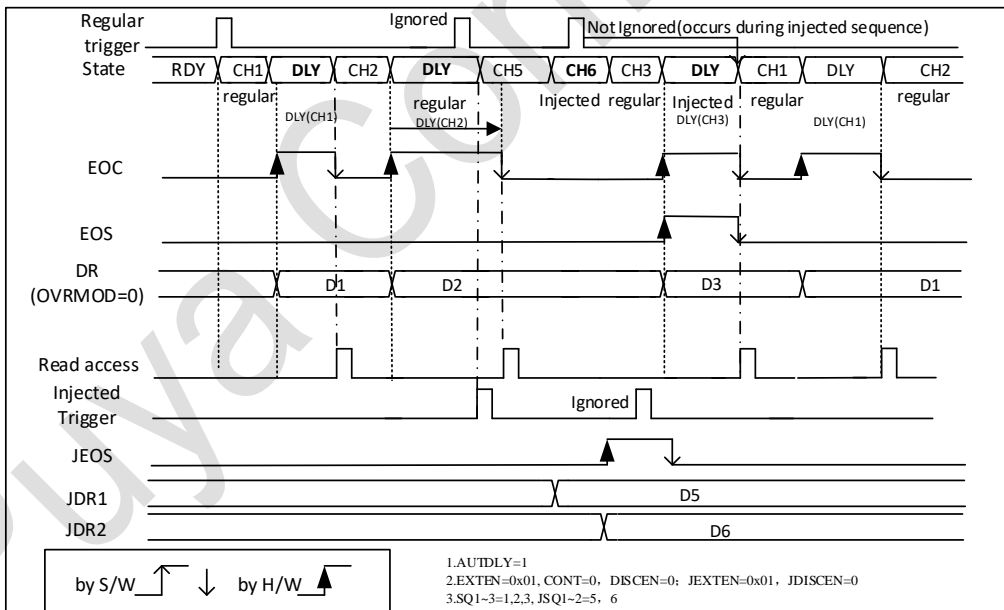 Regular trigger
Ignored
Not Ignored(occurs during injected sequence)
State
RDY CH1 DLY CH2 DLY CH5 CH6 CH3 DLY CH1 DLY CH2
regular regular Injected regular Injected regular regular
DLY(CH1) DLY(CH2) DLY(CH3) DLY(CH1)
EOC
EOS
DR
(OVRMOD=0)
D1 D2 D3 D1
Read access
Injected
Trigger
Ignored
JEOS
JDR1
D5
JDR2
D6
by S/W by H/W
1.AUTDLY=1
2.EXTEN=0x01, CONT=0, DISCEN=0; JEXTEN=0x01, JDISCEN=0
3.SQ1~3=1,2,3, JSQ1~2=5, 6
Puya Con